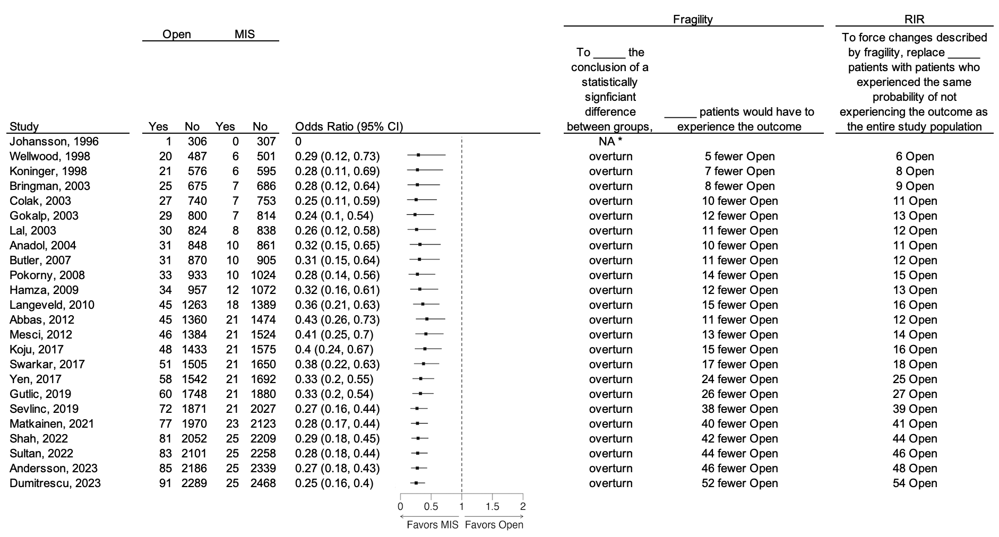 Fragility RIR
Open MIS
To force changes described
To _____ the by fragility, replace _____
conclusion of a patients with patients who
statistically experienced the same
signficiant probability of not
difference _____ patients would have to experiencing the outcome as
Study Yes No Yes No Odds Ratio (95% CI) between groups, experience the outcome the entire study population
Johansson, 1996 1 306 0 307 0 NA *
Wellwood, 1998 20 487 6 501 0.29 (0.12, 0.73) overturn 5 fewer Open 6 Open
Koninger, 1998 21 576 6 595 0.28 (0.11, 0.69) overturn 7 fewer Open 8 Open
Bringman, 2003 25 675 7 686 0.28 (0.12, 0.64) overturn 8 fewer Open 9 Open
Colak, 2003 27 740 7 753 0.25 (0.11, 0.59) overturn 10 fewer Open 11 Open
Gokalp, 2003 29 800 7 814 0.24 (0.1, 0.54) overturn 12 fewer Open 13 Open
Lal, 2003 30 824 8 838 0.26 (0.12, 0.58) overturn 11 fewer Open 12 Open
Anadol, 2004 31 848 10 861 0.32 (0.15, 0.65) overturn 10 fewer Open 11 Open
Butler, 2007 31 870 10 905 0.31 (0.15, 0.64) overturn 11 fewer Open 12 Open
Pokorny, 2008 33 933 10 1024 0.28 (0.14, 0.56) overturn 14 fewer Open 15 Open
Hamza, 2009 34 957 12 1072 0.32 (0.16, 0.61) overturn 12 fewer Open 13 Open
Langeveld, 2010 45 1263 18 1389 0.36 (0.21, 0.63) overturn 15 fewer Open 16 Open
Abbas, 2012 45 1360 21 1474 0.43 (0.26, 0.73) overturn 11 fewer Open 12 Open
Mesci, 2012 46 1384 21 1524 0.41 (0.25, 0.7) overturn 13 fewer Open 14 Open
Koju, 2017 48 1433 21 1575 0.4 (0.24, 0.67) overturn 15 fewer Open 16 Open
Swarkar, 2017 51 1505 21 1650 0.38 (0.22, 0.63) overturn 17 fewer Open 18 Open
Yen, 2017 58 1542 21 1692 0.33 (0.2, 0.55) overturn 24 fewer Open 25 Open
Gutlic, 2019 60 1748 21 1880 0.33 (0.2, 0.54) overturn 26 fewer Open 27 Open
Sevlinc, 2019 72 1871 21 2027 0.27 (0.16, 0.44) overturn 38 fewer Open 39 Open
Matkainen, 2021 77 1970 23 2123 0.28 (0.17, 0.44) overturn 40 fewer Open 41 Open
Shah, 2022 81 2052 25 2209 0.29 (0.18, 0.45) overturn 42 fewer Open 44 Open
Sultan, 2022 83 2101 25 2258 0.28 (0.18, 0.44) overturn 44 fewer Open 46 Open
Andersson, 2023 85 2186 25 2339 0.27 (0.18, 0.43) overturn 46 fewer Open 48 Open
Dumitrescu, 2023 91 2289 25 2468 0.25 (0.16, 0.4) overturn 52 fewer Open 54 Open
0 0.5 1 1.5 2
Favors MIS Favors Open